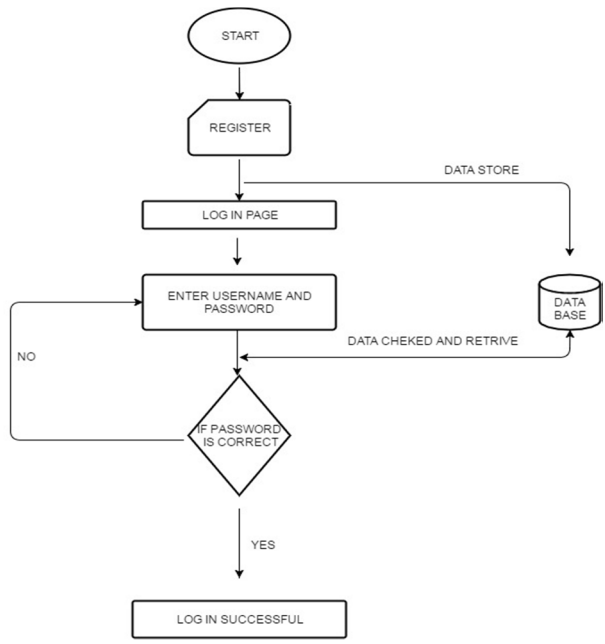 START
REGISTER
DATA STORE
LOG IN PAGE
ENTER USERNAME AND
PASSWORD
DATA
BASE
DATA CHEKED AND RETRIVE
NO
IF PASSWORD
IS CORRECT
YES
LOG IN SUCCESSFUL